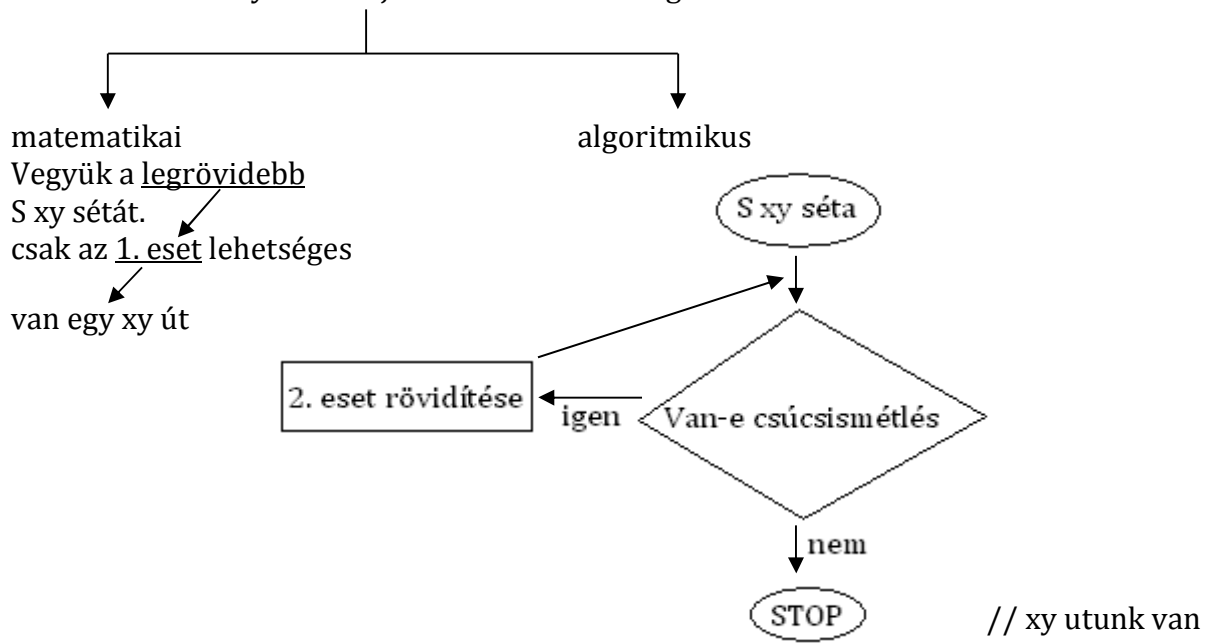 matematikai
Vegyük a legrövidebb
S xy sétát.
csak az 1. eset lehetséges
van egy xy út
algoritmikus
S xy séta
Van-e csúcsismétlés
igen
2. eset rövidítése
nem
STOP
// xy utunk van